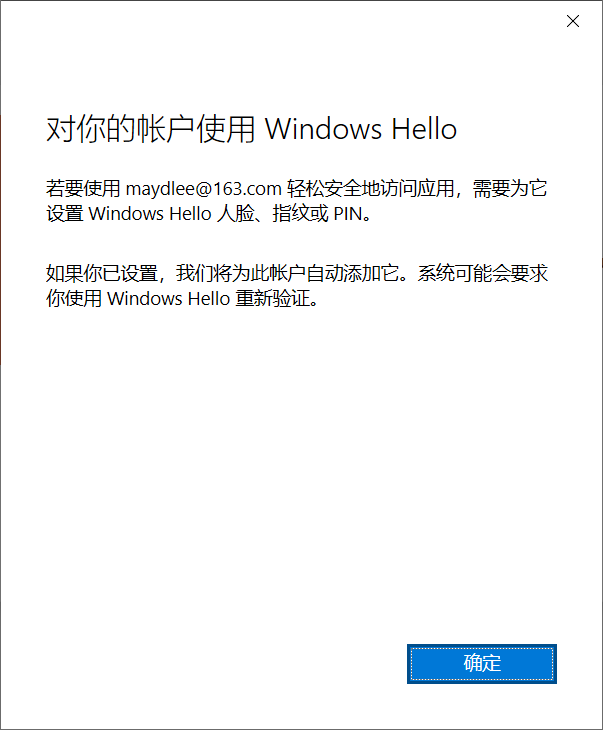 对你的帐户使用 Windows Hello
若要使用 maydlee@163.com 轻松安全地访问应用，需要为它
设置 Windows Hello 人脸、指纹或 PIN。
如果你已设置，我们将为此帐户自动添加它。系统可能会要求
你使用 Windows Hello 重新验证。
确定